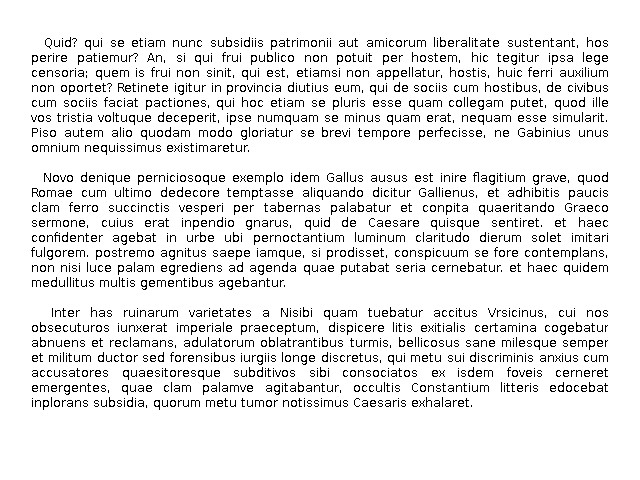 Quid? qui se etiam nunc subsidiis patrimonii aut amicorum liberalitate sustentant, hos
perire patiemur? An, si qui frui publico non potuit per hostem, hic tegitur ipsa lege
censoria; quem is frui non sinit, qui est, etiamsi non appellatur, hostis, huic ferri auxilium
non oportet? Retinete igitur in provincia diutius eum, qui de sociis cum hostibus, de civibus
cum sociis faciat pactiones, qui hoc etiam se pluris esse quam collegam putet, quod ille
vos tristia voltuque deceperit, ipse numquam se minus quam erat, nequam esse simularit.
Piso autem alio quodam modo gloriatur se brevi tempore perfecisse, ne Gabinius unus
omnium nequissimus existimaretur.
Novo denique perniciosoque exemplo idem Gallus ausus est inire flagitium grave, quod
Romae cum ultimo dedecore temptasse aliquando dicitur Gallienus, et adhibitis paucis
clam ferro succinctis vesperi per tabernas palabatur et conpita quaeritando Graeco
sermone, cuius erat inpendio gnarus, quid de Caesare quisque sentiret. et haec
confidenter agebat in urbe ubi pernoctantium luminum claritudo dierum solet imitari
fulgorem. postremo agnitus saepe iamque, si prodisset, conspicuum se fore contemplans,
non nisi luce palam egrediens ad agenda quae putabat seria cernebatur. et haec quidem
medullitus multis gementibus agebantur.
Inter has ruinarum varietates a Nisibi quam tuebatur accitus Vrsicinus, cui nos
obsecuturos iunxerat imperiale praeceptum, dispicere litis exitialis certamina cogebatur
abnuens et reclamans, adulatorum oblatrantibus turmis, bellicosus sane milesque semper
et militum ductor sed forensibus iurgiis longe discretus, qui metu sui discriminis anxius cum
accusatores quaesitoresque subditivos sibi consociatos ex isdem foveis cerneret
emergentes, quae clam palamve agitabantur, occultis Constantium litteris edocebat
inplorans subsidia, quorum metu tumor notissimus Caesaris exhalaret.